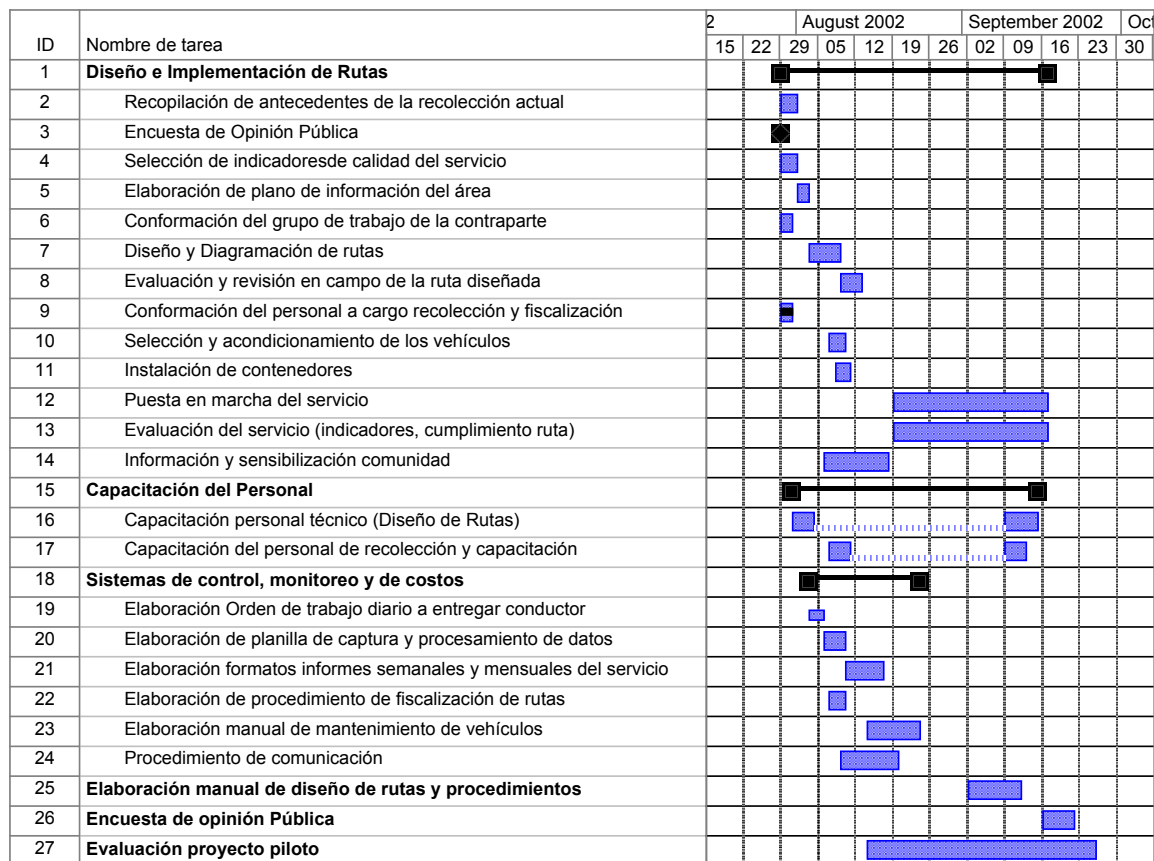 2 August 2002 September 2002 Oct
ID Nombre de tarea 15 22 29 05 12 19 26 02 09 16 23 30
1 Diseño e Implementación de Rutas
2 Recopilación de antecedentes de la recolección actual
3 Encuesta de Opinión Pública
4 Selección de indicadoresde calidad del servicio
5 Elaboración de plano de información del área
6 Conformación del grupo de trabajo de la contraparte
7 Diseño y Diagramación de rutas
8 Evaluación y revisión en campo de la ruta diseñada
9 Conformación del personal a cargo recolección y fiscalización
10 Selección y acondicionamiento de los vehículos
11 Instalación de contenedores
12 Puesta en marcha del servicio
13 Evaluación del servicio (indicadores, cumplimiento ruta)
14 Información y sensibilización comunidad
15 Capacitación del Personal
16 Capacitación personal técnico (Diseño de Rutas)
17 Capacitación del personal de recolección y capacitación
18 Sistemas de control, monitoreo y de costos
19 Elaboración Orden de trabajo diario a entregar conductor
20 Elaboración de planilla de captura y procesamiento de datos
21 Elaboración formatos informes semanales y mensuales del servicio
22 Elaboración de procedimiento de fiscalización de rutas
23 Elaboración manual de mantenimiento de vehículos
24 Procedimiento de comunicación
25 Elaboración manual de diseño de rutas y procedimientos
26 Encuesta de opinión Pública
27 Evaluación proyecto piloto